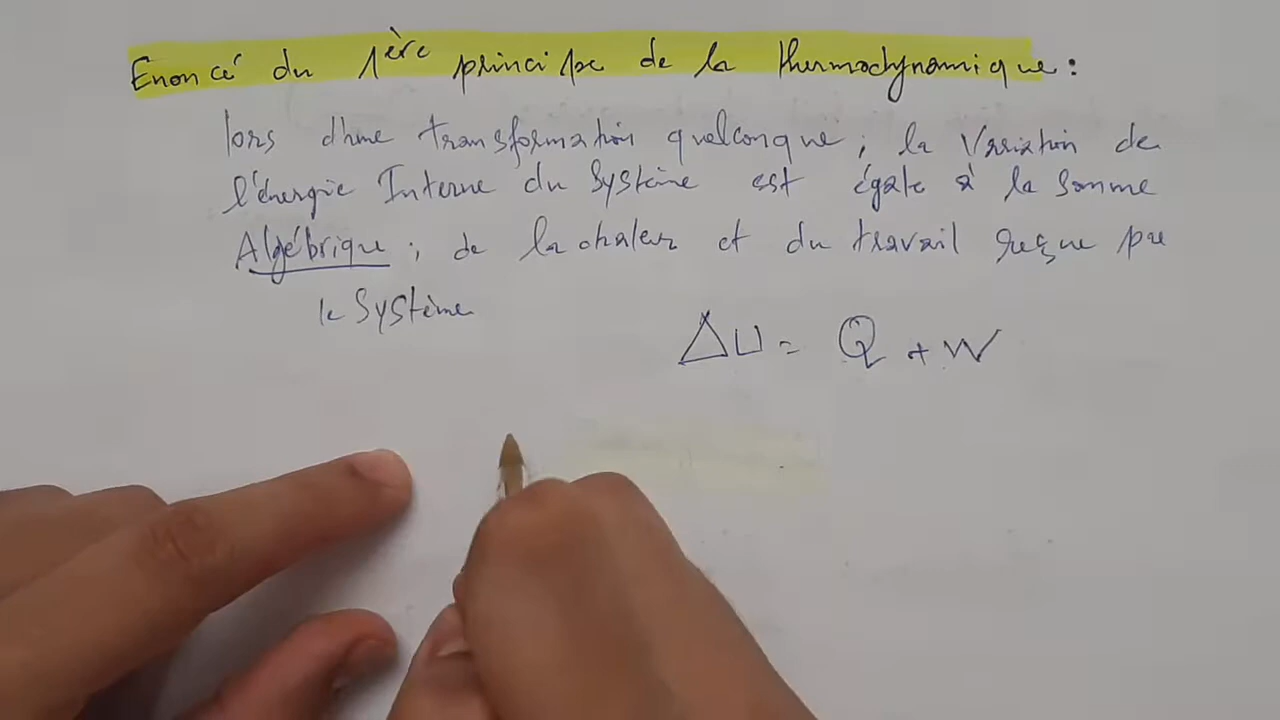 Enoncé du 1ère principe de la thermodynamique :
lors d'une transformation quelconque ; la variation de
l'énergie Interne du Système est égale à la somme
Algébrique ; de la chaleur et du travail reçue par
le Système
ΔU = Q + W